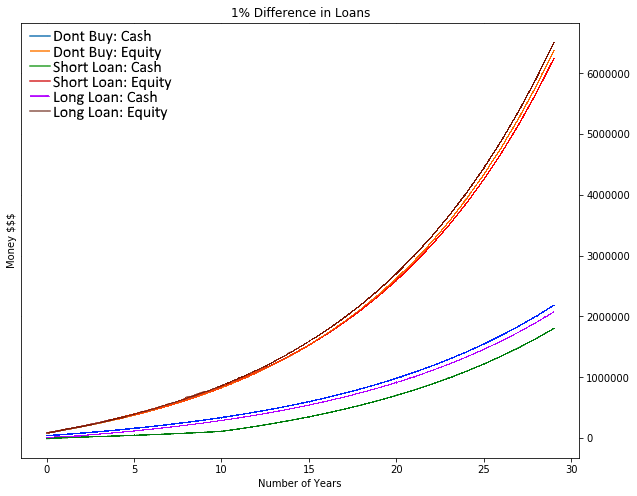 1% Difference in Loans
Dont Buy: Cash
Dont Buy: Equity
Short Loan: Cash
Short Loan: Equity
Long Loan: Cash
Long Loan: Equity
6000000
5000000
4000000
3000000
2000000
1000000
0
Money $$$
0 5 10 15 20 25 30
Number of Years